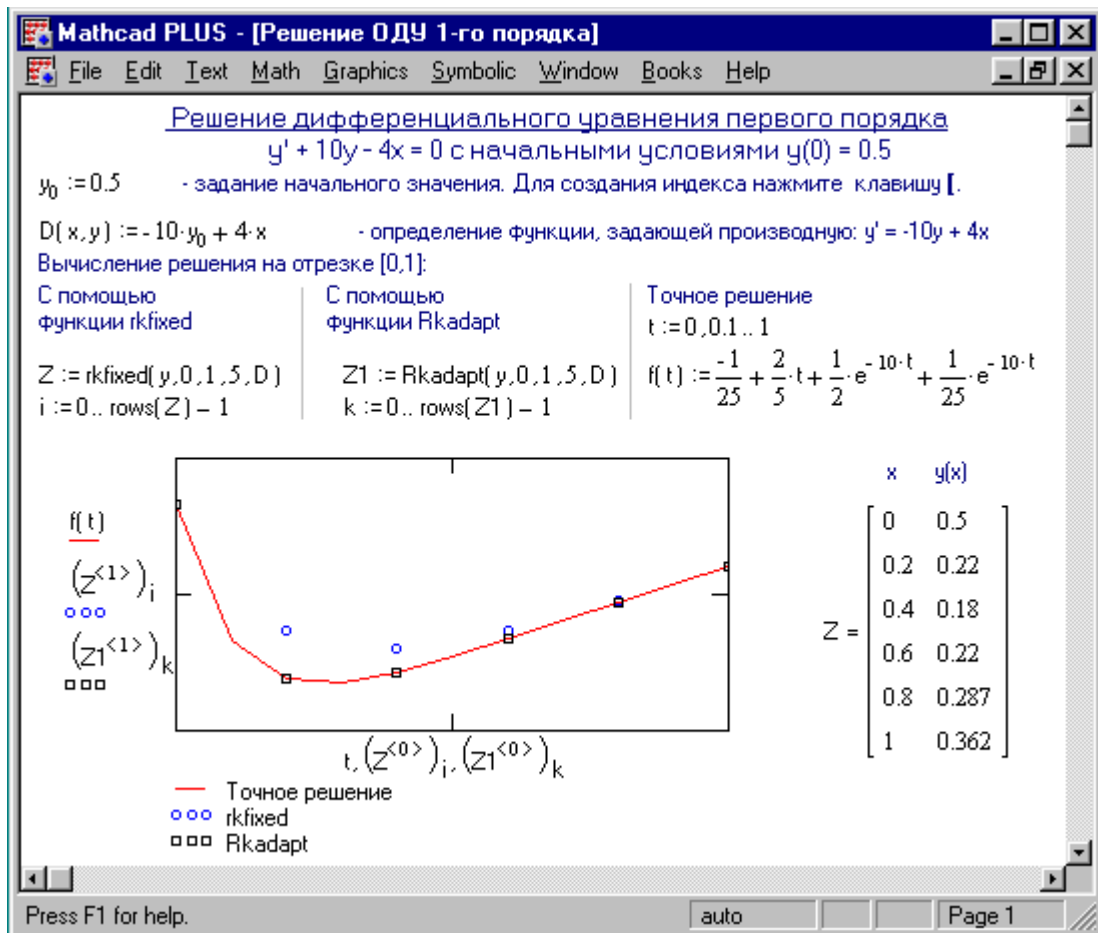 Mathcad PLUS - [Решение ОДУ 1-го порядка]
File Edit Text Math Graphics Symbolic Window Books Help
Решение дифференциального уравнения первого порядка
y' + 10y - 4x = 0 с начальными условиями y(0) = 0.5
y₀ := 0.5 - задание начального значения. Для создания индекса нажмите клавишу [.
D(x,y) := -10·y₀ + 4·x - определение функции, задающей производную: y' = -10y + 4x
Вычисление решения на отрезке [0,1]:
С помощью
функции rkfixed
Z := rkfixed(y,0,1,5,D)
i := 0.. rows(Z) - 1
С помощью
функции Rkadapt
Z1 := Rkadapt(y,0,1,5,D)
k := 0.. rows(Z1) - 1
Точное решение
t := 0,0.1.. 1
f(t) := -1/25 + 2/5·t + 1/2·e^(-10·t) + 1/25·e^(-10·t)
f(t)
(Z^<1>)_i
(Z1^<1>)_k
t,(Z^<0>)_i,(Z1^<0>)_k
Точное решение
rkfixed
Rkadapt
x y(x)
0 0.5
0.2 0.22
0.4 0.18
Z =
0.6 0.22
0.8 0.287
1 0.362
Press F1 for help. auto Page 1